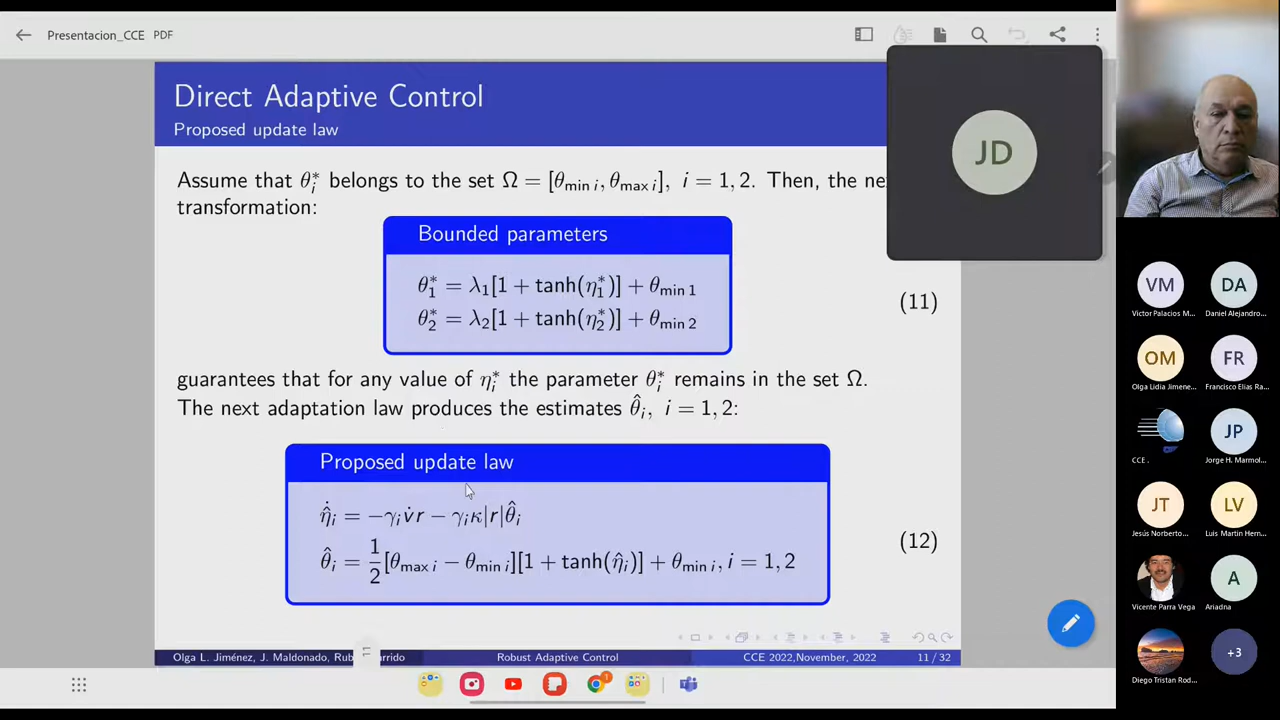 Presentacion_CCE PDF
Direct Adaptive Control
Proposed update law
Assume that θ*ᵢ belongs to the set Ω = [θmin i, θmax i], i = 1, 2. Then, the ne
transformation:
Bounded parameters
θ*₁ = λ₁[1 + tanh(η*₁)] + θmin 1
θ*₂ = λ₂[1 + tanh(η*₂)] + θmin 2
(11)
guarantees that for any value of η*ᵢ the parameter θ*ᵢ remains in the set Ω.
The next adaptation law produces the estimates θ̂ᵢ, i = 1, 2:
Proposed update law
η̂̇ᵢ = −γᵢv̇r − γᵢκ|r|θ̂ᵢ
θ̂ᵢ = 1/2[θmax i − θmin i][1 + tanh(η̂ᵢ)] + θmin i, i = 1, 2
(12)
11
Olga L. Jiménez, J. Maldonado, Rub rrido Robust Adaptive Control CCE 2022,November, 2022 11 / 32
JD
VM DA
Victor Palacios M... Daniel Alejandro...
OM FR
Olga Lidia Jimene... Francisco Elias Ra...
JP
CCE . Jorge H. Marmol...
JT LV
Jesús Norberto... Luis Martin Hern...
A
Vicente Parra Vega Ariadna
+3
Diego Tristan Rod...